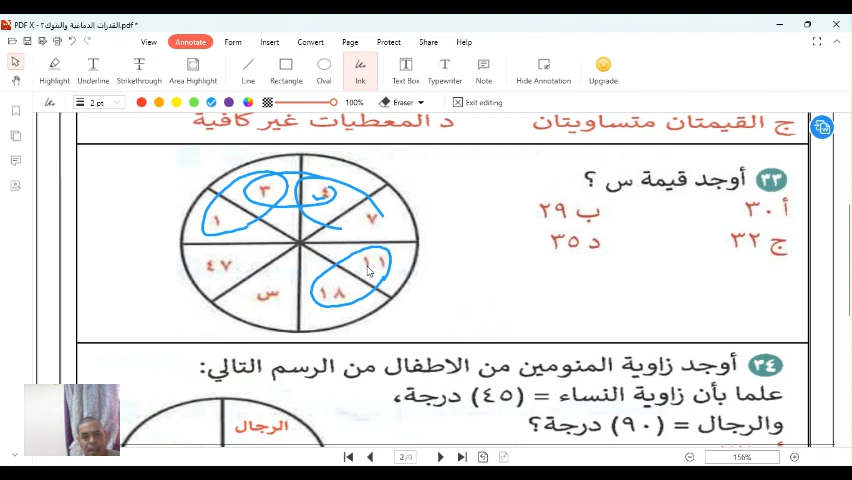 PDF X - القدرات الدماغية والبنوك٢.pdf *
View Annotate Form Insert Convert Page Protect Share Help
Highlight Underline Strikethrough Area Highlight Line Rectangle Oval Ink Text Box Typewriter Note Hide Annotation Upgrade
2 pt 100% Eraser Exit editing
ج القيمتان متساويتان د المعطيات غير كافية
٣٣ أوجد قيمة س ؟
أ ٣٠ ب ٢٩
ج ٣٢ د ٣٥
٣ ٤
١ ٧
٤٧ ١١
س ١٨
٣٤ أوجد زاوية المنومين من الاطفال من الرسم التالي:
علما بأن زاوية النساء = (٤٥) درجة،
والرجال = (٩٠) درجة؟
الرجال
2/9 156%